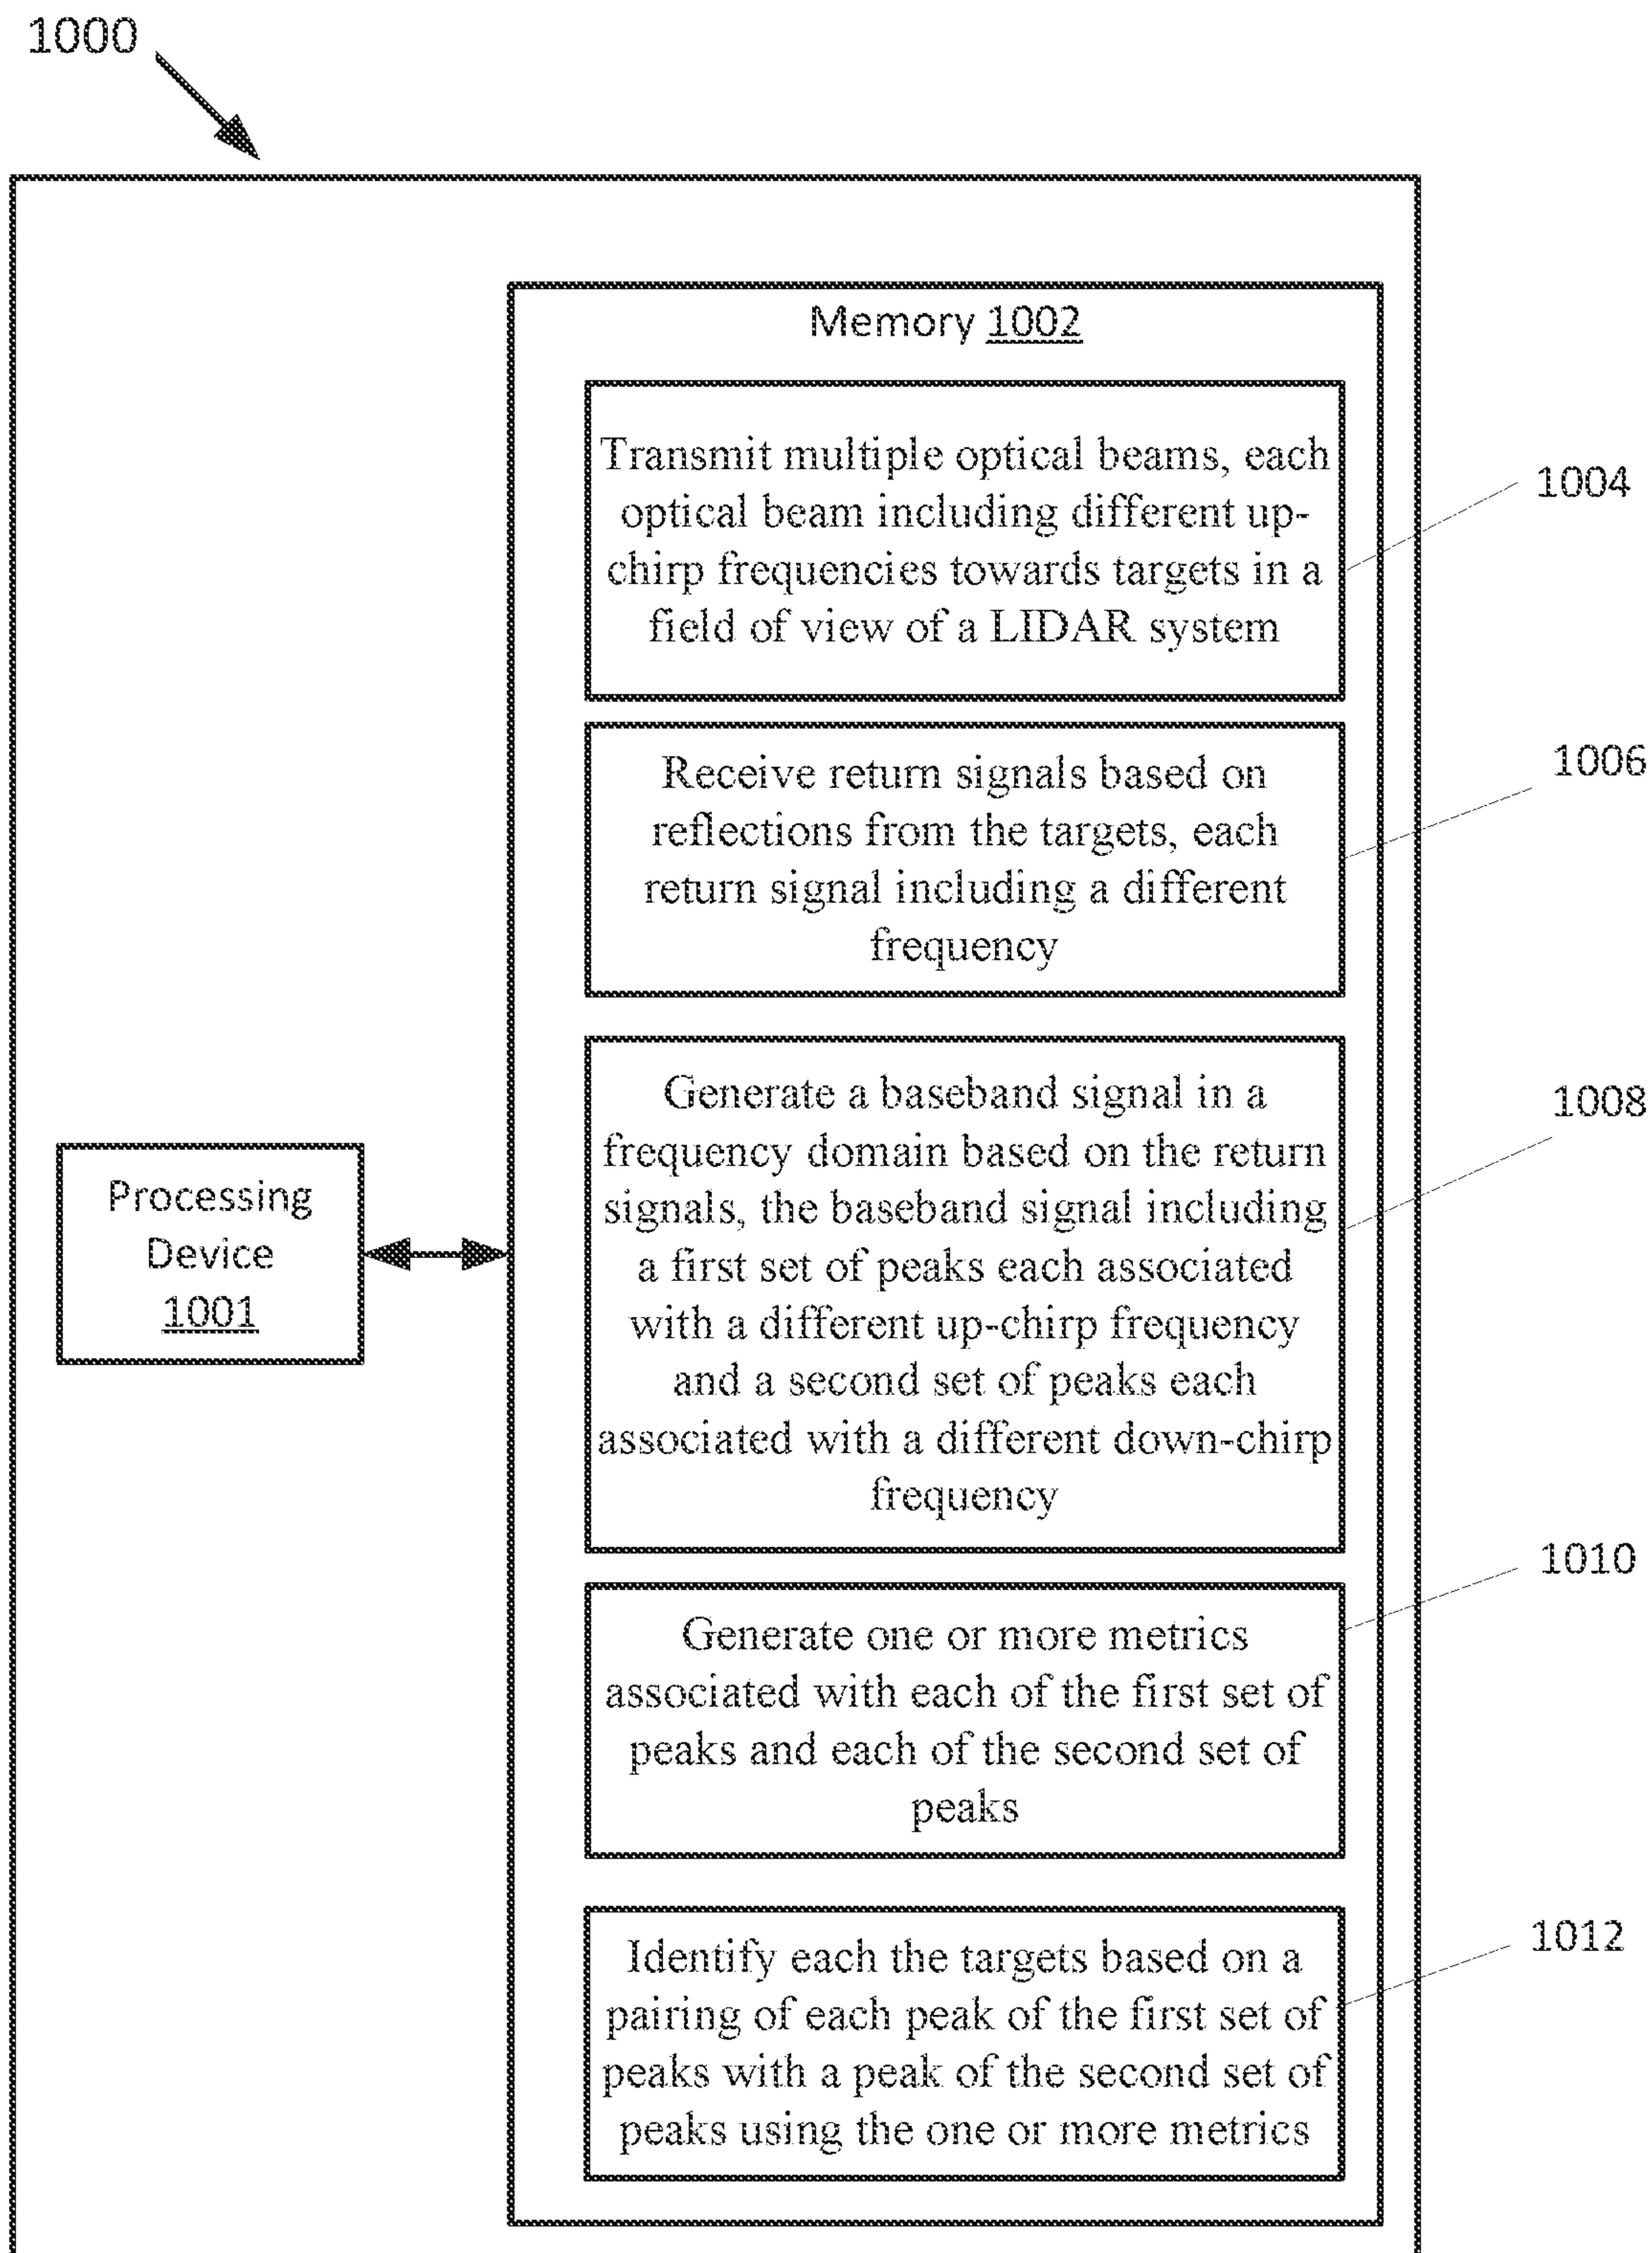 1000
Memory 1002
Transmit multiple optical beams, each
optical beam including different up-
chirp frequencies towards targets in a
field of view of a LIDAR system
1004
Receive return signals based on
reflections from the targets, each
return signal including a different
frequency
1006
Generate a baseband signal in a
frequency domain based on the return
signals, the baseband signal including
a first set of peaks each associated
with a different up-chirp frequency
and a second set of peaks each
associated with a different down-chirp
frequency
1008
Processing
Device
1001
Generate one or more metrics
associated with each of the first set of
peaks and each of the second set of
peaks
1010
Identify each the targets based on a
pairing of each peak of the first set of
peaks with a peak of the second set of
peaks using the one or more metrics
1012